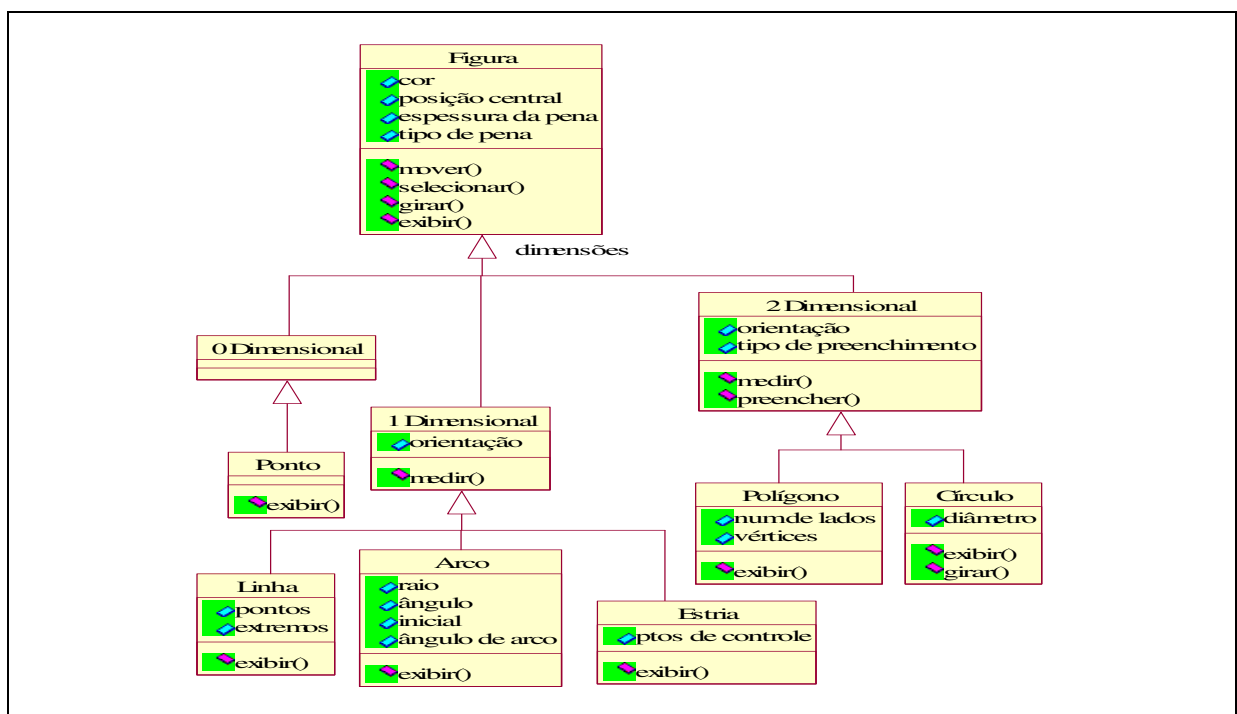 Figura
cor
posição central
espessura da pena
tipo de pena
mover()
selecionar()
girar()
exibir()
dimensões
0 Dimensional
Ponto
exibir()
1 Dimensional
orientação
medir()
2 Dimensional
orientação
tipo de preenchimento
medir()
preencher()
Linha
pontos
extremos
exibir()
Arco
raio
ângulo
inicial
ângulo de arco
exibir()
Estria
ptos de controle
exibir()
Polígono
num de lados
vértices
exibir()
Círculo
diâmetro
exibir()
girar()